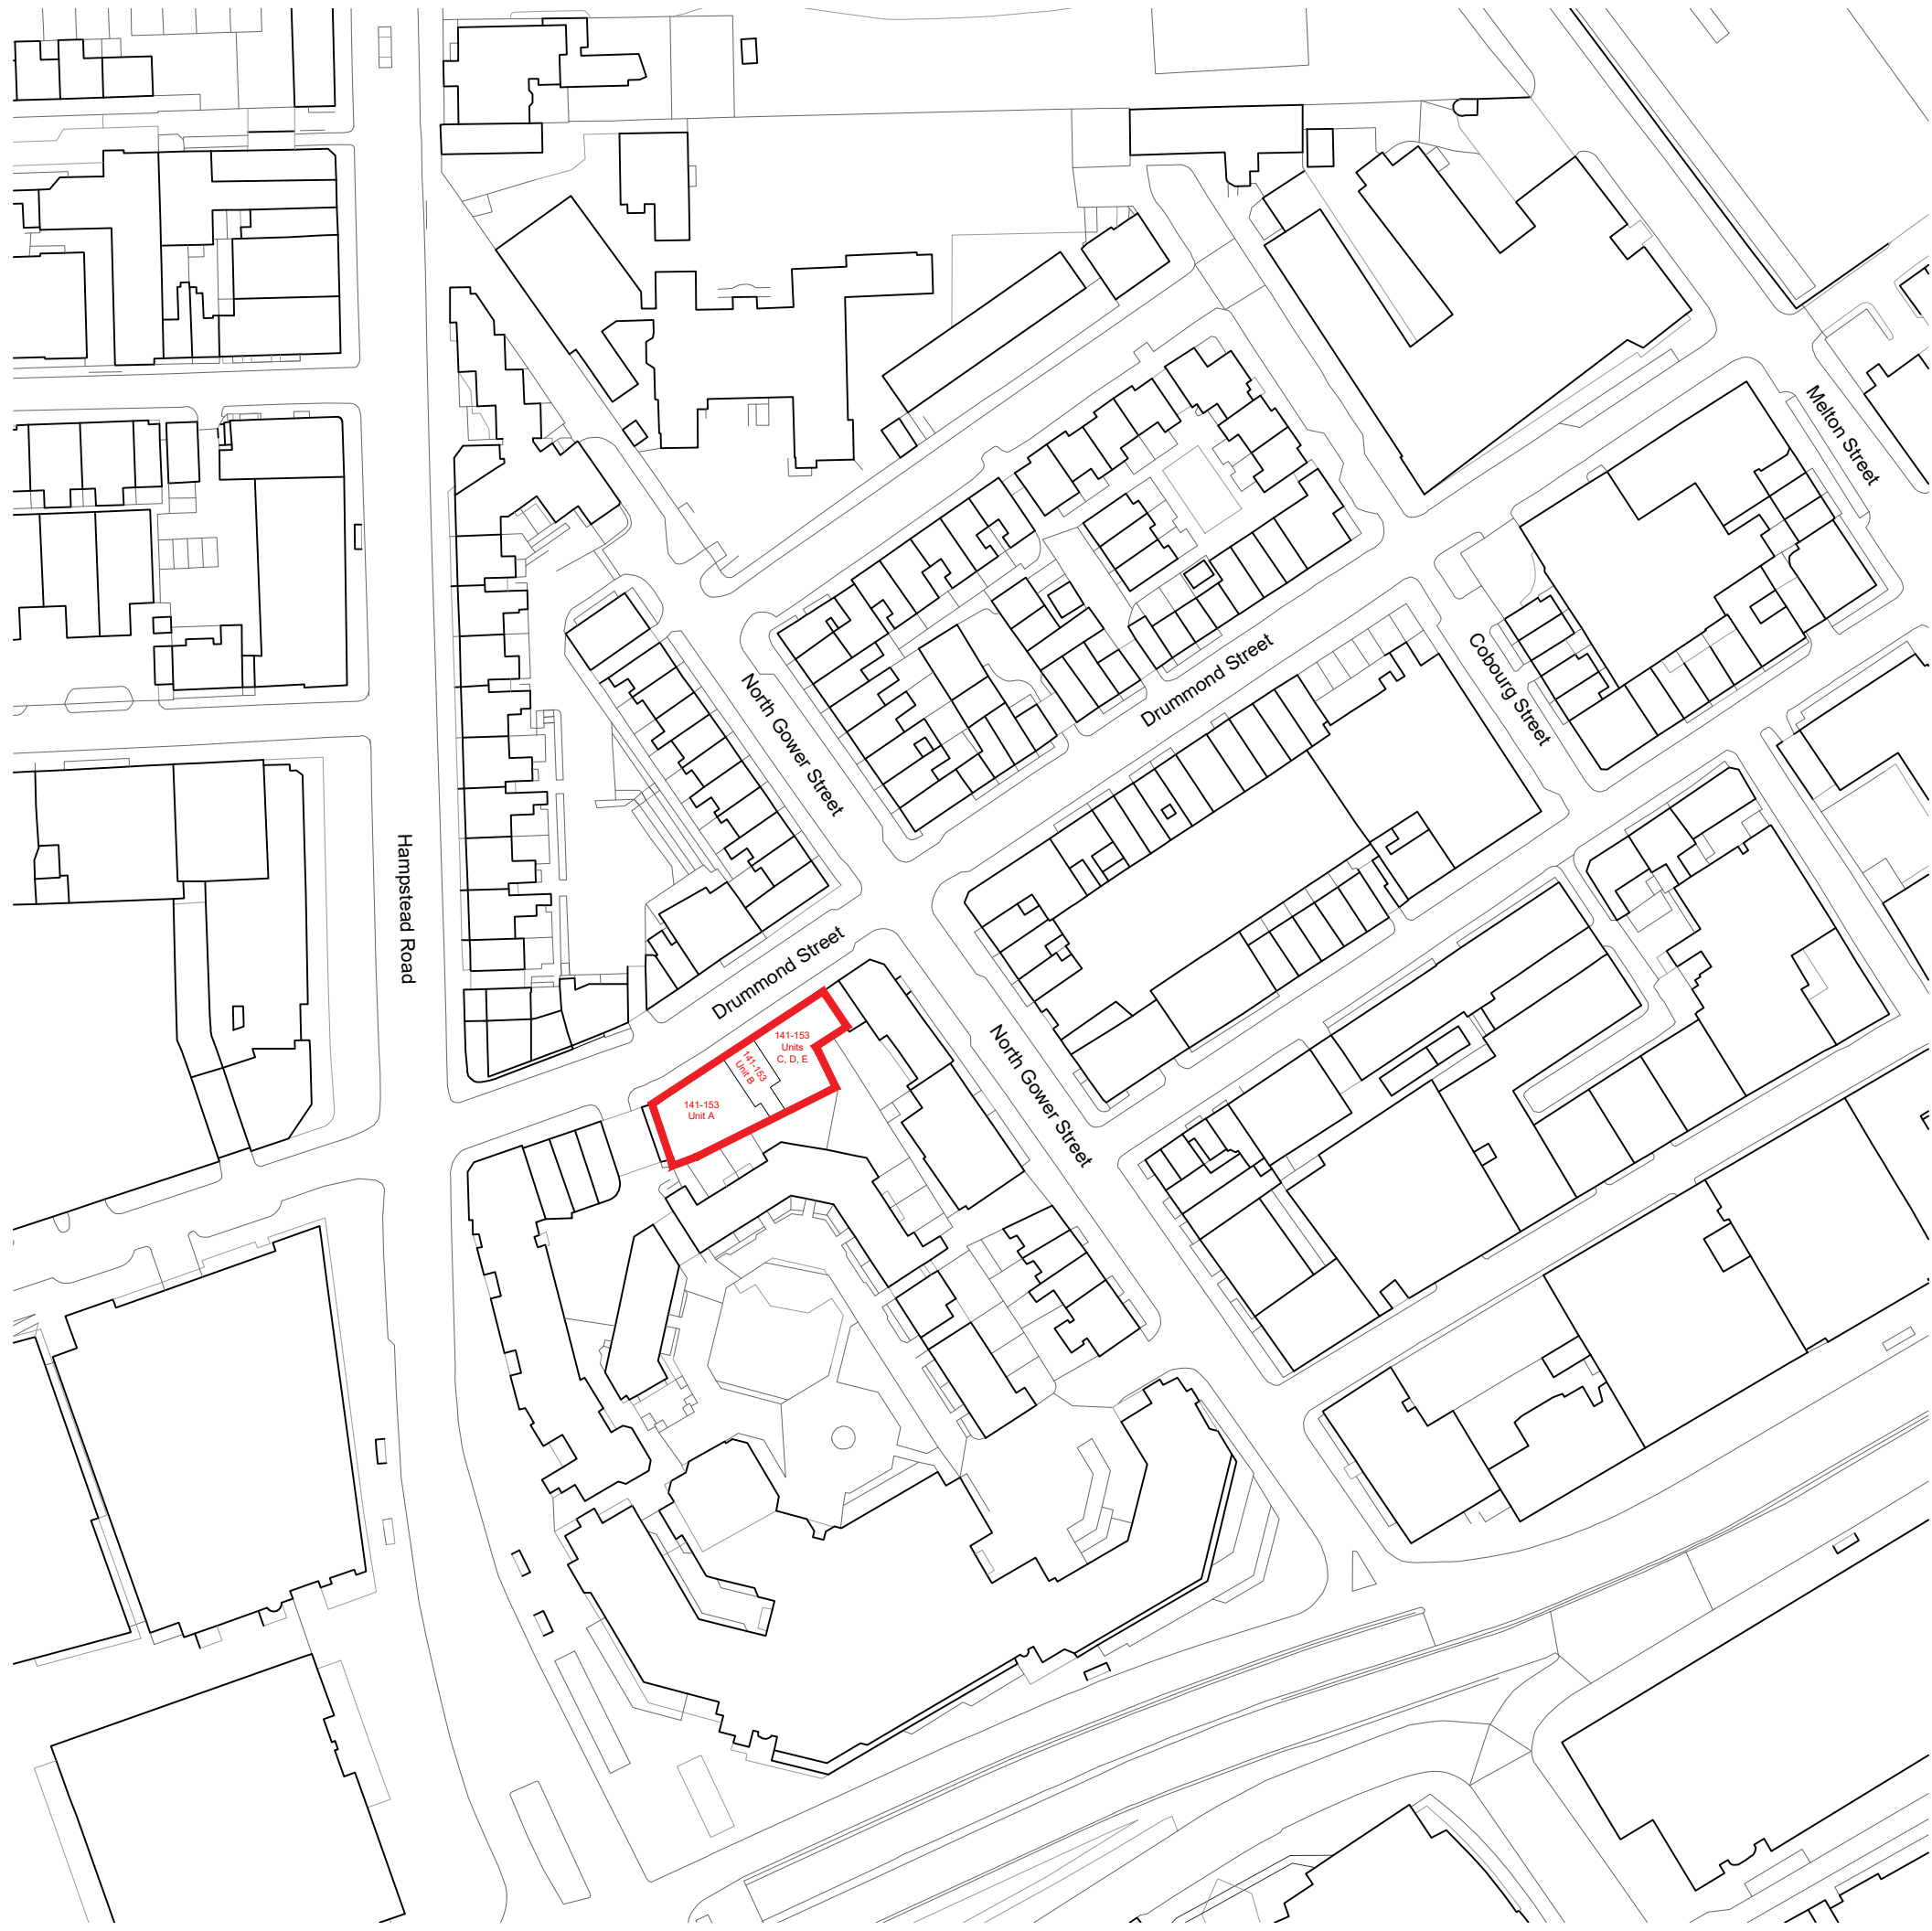 Melton Street
Drummond Street
Cobourg Street
North Gower Street
Hampstead Road
Drummond Street
141-153
Units
C, D, E
141-153
Unit B
141-153
Unit A
North Gower Street